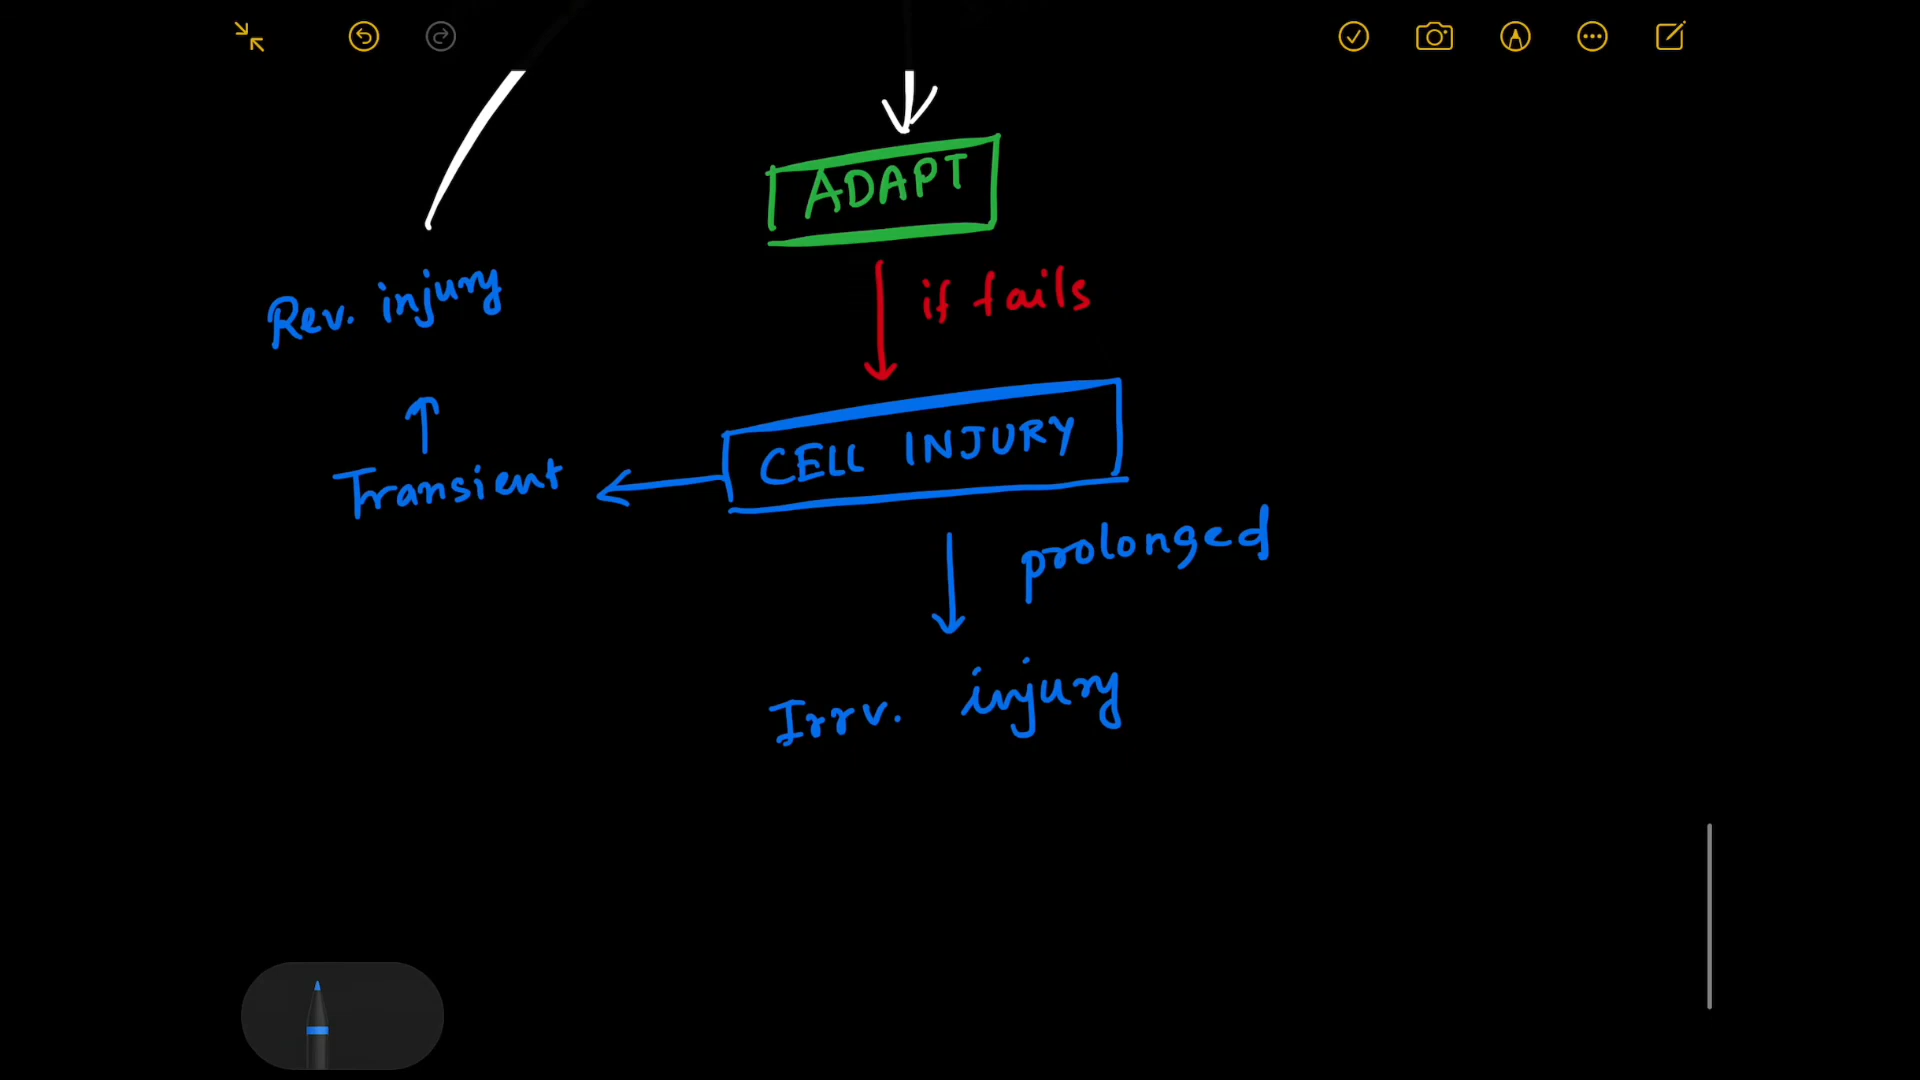 ADAPT
if fails
Rev. injury
CELL INJURY
Transient
prolonged
Irrv. injury